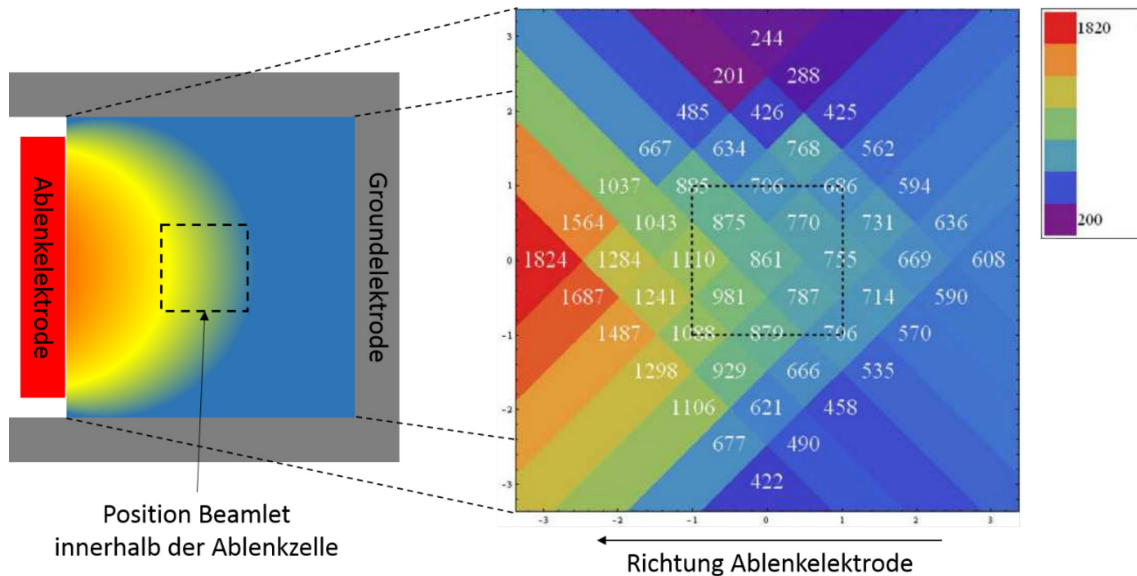 Ablenkelektrode
Groundelektrode
Position Beamlet
innerhalb der Ablenkzelle
244
201 288
485 426 425
667 634 768 562
1037 885 706 686 594
1564 1043 875 770 731 636
1824 1284 1110 861 755 669 608
1687 1241 981 787 714 590
1487 1088 879 706 570
1298 929 666 535
1106 621 458
677 490
422
3
2
1
0
-1
-2
-3
-3 -2 -1 0 1 2 3
Richtung Ablenkelektrode
1820
200